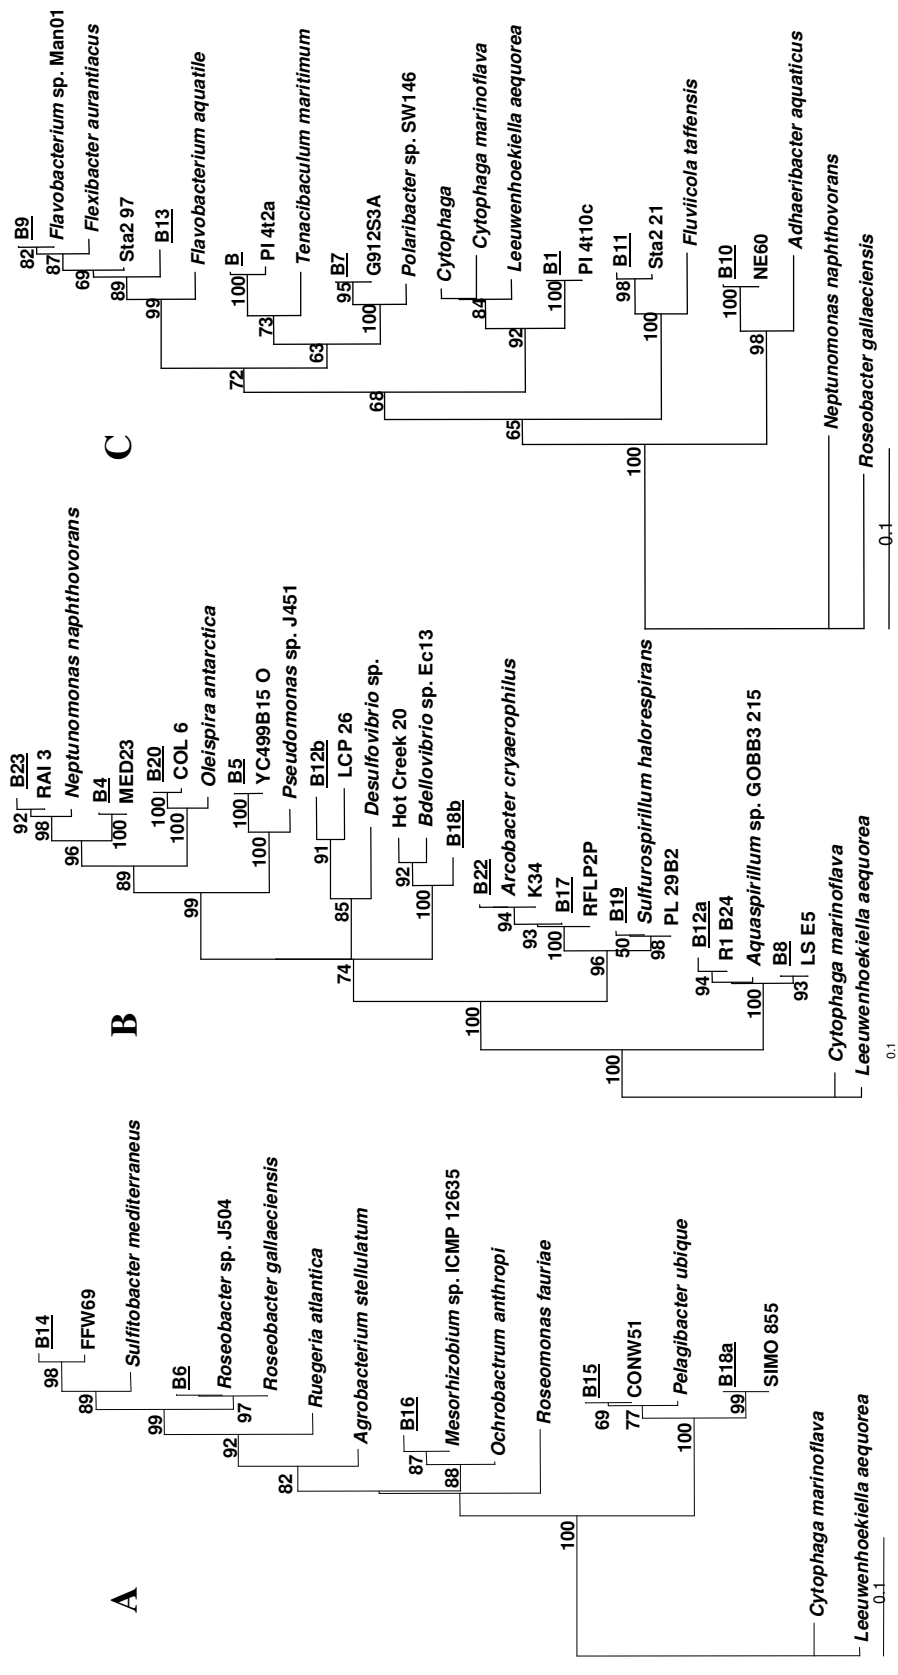 A
B14
98
FFW69
89
Sulfitobacter mediterraneus
99
B6
Roseobacter sp. J504
97
Roseobacter gallaeciensis
92
Ruegeria atlantica
82
Agrobacterium stellulatum
B16
87
Mesorhizobium sp. ICMP 12635
88
Ochrobactrum anthropi
Roseomonas fauriae
100
B15
69
CONW51
77
Pelagibacter ubique
100
B18a
99
SIMO 855
Cytophaga marinoflava
Leeuwenhoekiella aequorea
0.1
B
B23
92
RAI 3
98
Neptunomonas naphthovorans
96
B4
MED23
100
89
B20
100
COL 6
100
Oleispira antarctica
99
B5
100
YC499B15 O
100
Pseudomonas sp. J451
B12b
91
LCP 26
85
Desulfovibrio sp.
74
Hot Creek 20
92
Bdellovibrio sp. Ec13
100
B18b
100
B22
94
Arcobacter cryaerophilus
K34
93
B17
100
RFLP2P
96
B19
50
Sulfurospirillum halorespirans
98
PL 29B2
100
B12a
94
R1 B24
Aquaspirillum sp. GOBB3 215
100
B8
93
LS E5
Cytophaga marinoflava
Leeuwenhoekiella aequorea
0.1
C
B9
82
Flavobacterium sp. Man01
87
Flexibacter aurantiacus
69
Sta2 97
89
B13
99
Flavobacterium aquatile
72
B
100
PI 4t2a
73
Tenacibaculum maritimum
63
B7
95
G912S3A
100
Polaribacter sp. SW146
68
Cytophaga
Cytophaga marinoflava
84
Leeuwenhoekiella aequorea
92
B1
100
PI 4t10c
65
B11
98
Sta2 21
100
Fluviicola taffensis
100
B10
100
NE60
98
Adhaeribacter aquaticus
Neptunomonas naphthovorans
Roseobacter gallaeciensis
0.1